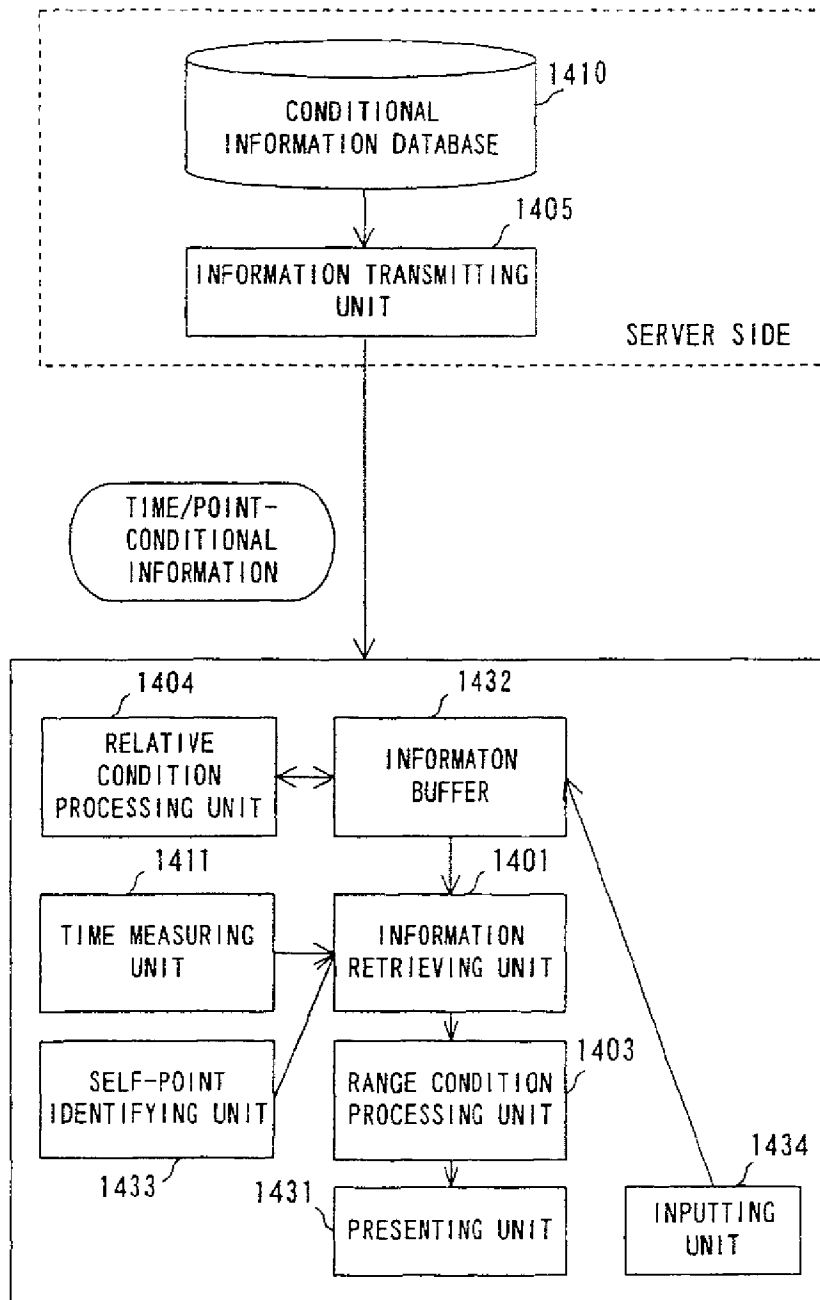 1410
CONDITIONAL
INFORMATION DATABASE
1405
INFORMATION TRANSMITTING
UNIT
SERVER SIDE
TIME/POINT-
CONDITIONAL
INFORMATION
1404
RELATIVE
CONDITION
PROCESSING UNIT
1432
INFORMATON
BUFFER
1411
TIME MEASURING
UNIT
1401
INFORMATION
RETRIEVING UNIT
SELF-POINT
IDENTIFYING UNIT
1433
1403
RANGE CONDITION
PROCESSING UNIT
1431
PRESENTING UNIT
1434
INPUTTING
UNIT